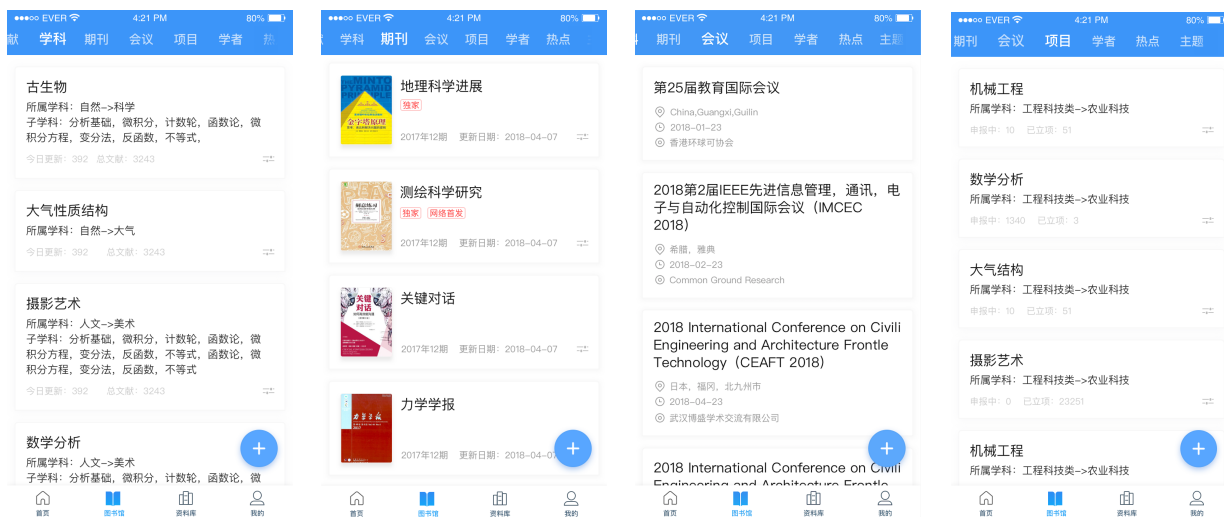 ●●●○○ EVER 4:21 PM 80%
献 学科 期刊 会议 项目 学者 热
古生物
所属学科：自然->科学
子学科：分析基础，微积分，计数轮，函数论，微
积分方程，变分法，反函数，不等式，
今日更新：392 总文献：3243
大气性质结构
所属学科：自然->大气
今日更新：392 总文献：3243
摄影艺术
所属学科：人文->美术
子学科：分析基础，微积分，计数轮，函数论，微
积分方程，变分法，反函数，不等式，函数论，微
积分方程，变分法，反函数，不等式
今日更新：392 总文献：3243
数学分析
所属学科：人文->美术
子学科：分析基础，微积分，计数轮，函数论，微
+
首页 图书馆 资料库 我的
●●●○○ EVER 4:21 PM 80%
学科 期刊 会议 项目 学者 热点
THE MINTO
PYRAMID
PRINCIPLE
金字塔原理
地理科学进展
独家
2017年12期 更新日期：2018-04-07
测绘科学研究
独家 网络首发
2017年12期 更新日期：2018-04-07
关键
对话
关键对话
2017年12期 更新日期：2018-04-07
力学学报
力学学报
2017年12期 更新日期：2018-04-0
+
首页 图书馆 资料库 我的
●●●○○ EVER 4:21 PM 80%
期刊 会议 项目 学者 热点 主题
第25届教育国际会议
China,Guangxi,Guilin
2018-01-23
香港环球可协会
2018第2届IEEE先进信息管理，通讯，电
子与自动化控制国际会议（IMCEC
2018）
希腊，雅典
2018-02-23
Common Ground Research
2018 International Conference on Civili
Engineering and Architecture Frontle
Technology（CEAFT 2018）
日本，福冈，北九州市
2018-04-23
武汉博盛学术交流有限公司
2018 International Conference on Civili
Engineering and Architecture Frontle
+
首页 图书馆 资料库 我的
●●●○○ EVER 4:21 PM 80%
期刊 会议 项目 学者 热点 主题
机械工程
所属学科：工程科技类->农业科技
申报中：10 已立项：51
数学分析
所属学科：工程科技类->农业科技
申报中：1340 已立项：3
大气结构
所属学科：工程科技类->农业科技
申报中：10 已立项：51
摄影艺术
所属学科：工程科技类->农业科技
申报中：0 已立项：23251
机械工程
所属学科：工程科技类->农业科技
+
首页 图书馆 资料库 我的